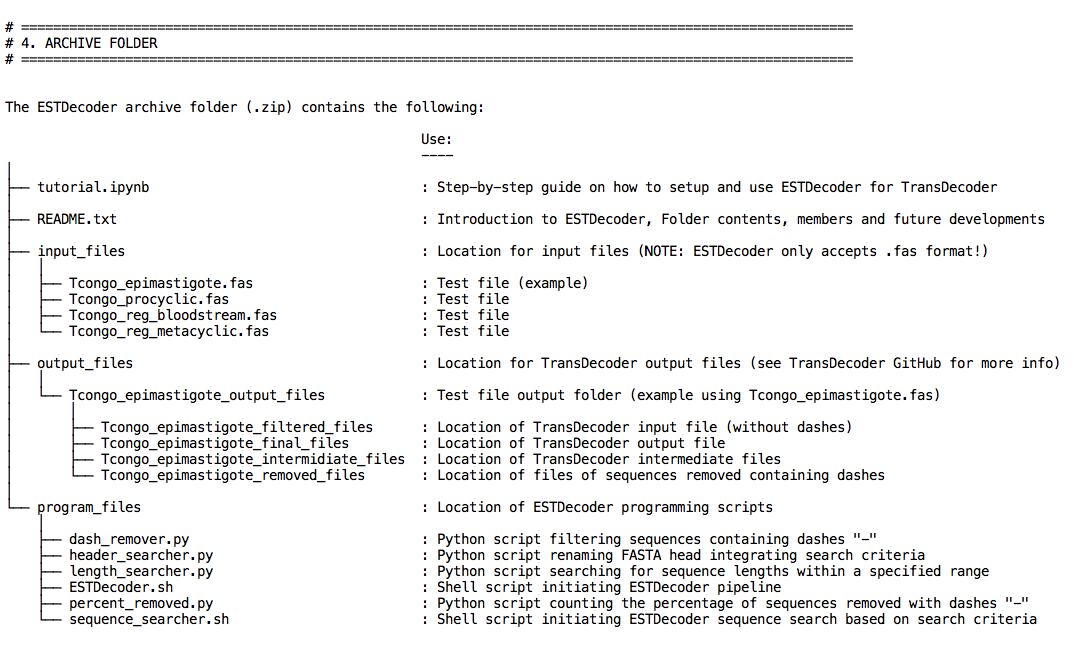 # ========================================================================================================
# 4. ARCHIVE FOLDER
# ========================================================================================================
The ESTDecoder archive folder (.zip) contains the following:
Use:
----
│
├── tutorial.ipynb : Step-by-step guide on how to setup and use ESTDecoder for TransDecoder
│
├── README.txt : Introduction to ESTDecoder, Folder contents, members and future developments
│
├── input_files : Location for input files (NOTE: ESTDecoder only accepts .fas format!)
│   │
│   ├── Tcongo_epimastigote.fas : Test file (example)
│   ├── Tcongo_procyclic.fas : Test file
│   ├── Tcongo_reg_bloodstream.fas : Test file
│   └── Tcongo_reg_metacyclic.fas : Test file
│
├── output_files : Location for TransDecoder output files (see TransDecoder GitHub for more info)
│   │
│   └── Tcongo_epimastigote_output_files : Test file output folder (example using Tcongo_epimastigote.fas)
│       │
│       ├── Tcongo_epimastigote_filtered_files : Location of TransDecoder input file (without dashes)
│       ├── Tcongo_epimastigote_final_files : Location of TransDecoder output file
│       ├── Tcongo_epimastigote_intermidiate_files : Location of TransDecoder intermediate files
│       └── Tcongo_epimastigote_removed_files : Location of files of sequences removed containing dashes
│
└── program_files : Location of ESTDecoder programming scripts
    │
    ├── dash_remover.py : Python script filtering sequences containing dashes "-"
    ├── header_searcher.py : Python script renaming FASTA head integrating search criteria
    ├── length_searcher.py : Python script searching for sequence lengths within a specified range
    ├── ESTDecoder.sh : Shell script initiating ESTDecoder pipeline
    ├── percent_removed.py : Python script counting the percentage of sequences removed with dashes "-"
    └── sequence_searcher.sh : Shell script initiating ESTDecoder sequence search based on search criteria